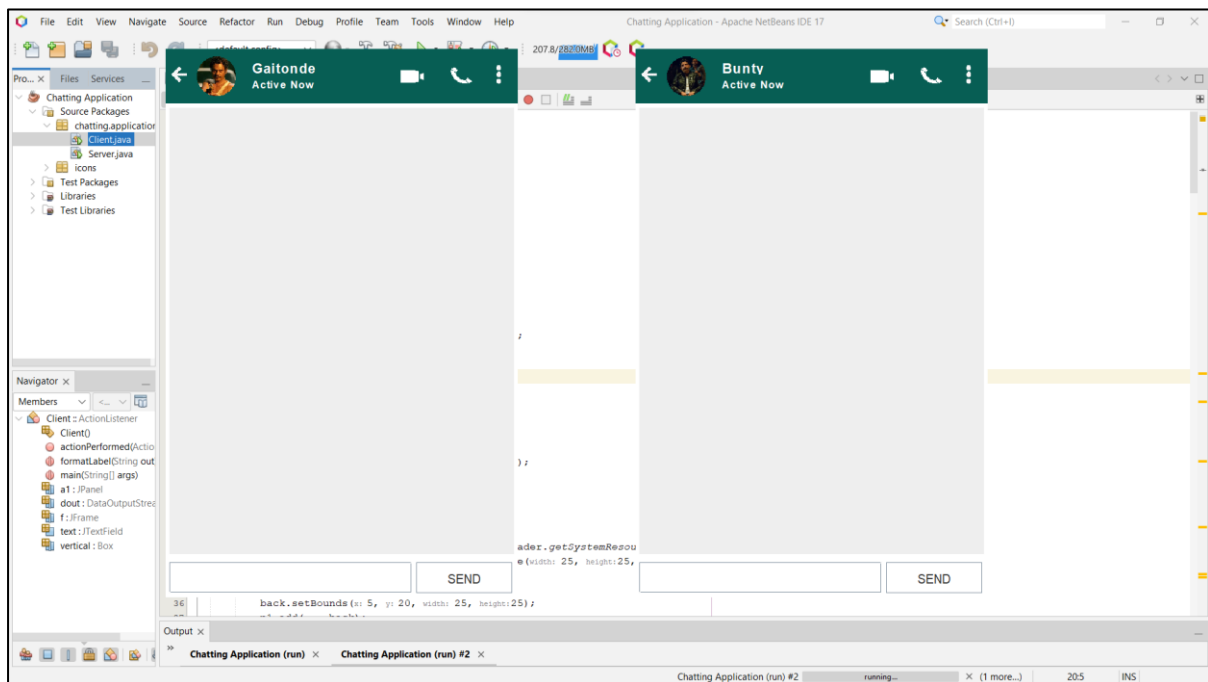 File Edit View Navigate Source Refactor Run Debug Profile Team Tools Window Help
Chatting Application - Apache NetBeans IDE 17
Search (Ctrl+I)
207.8/282.0MB
Pro... × Files Services
Chatting Application
Source Packages
chatting.application
Client.java
Server.java
icons
Test Packages
Libraries
Test Libraries
Gaitonde
Active Now
SEND
Bunty
Active Now
SEND
;
);
ader.getSystemResou
e(width: 25, height:25,
36 back.setBounds(x: 5, y: 20, width: 25, height:25);
Navigator ×
Members
Client :: ActionListener
Client()
actionPerformed(Actio
formatLabel(String out
main(String[] args)
a1 : JPanel
dout : DataOutputStrea
f : JFrame
text : JTextField
vertical : Box
Output ×
Chatting Application (run) × Chatting Application (run) #2 ×
Chatting Application (run) #2 running... × (1 more...) 20:5 INS